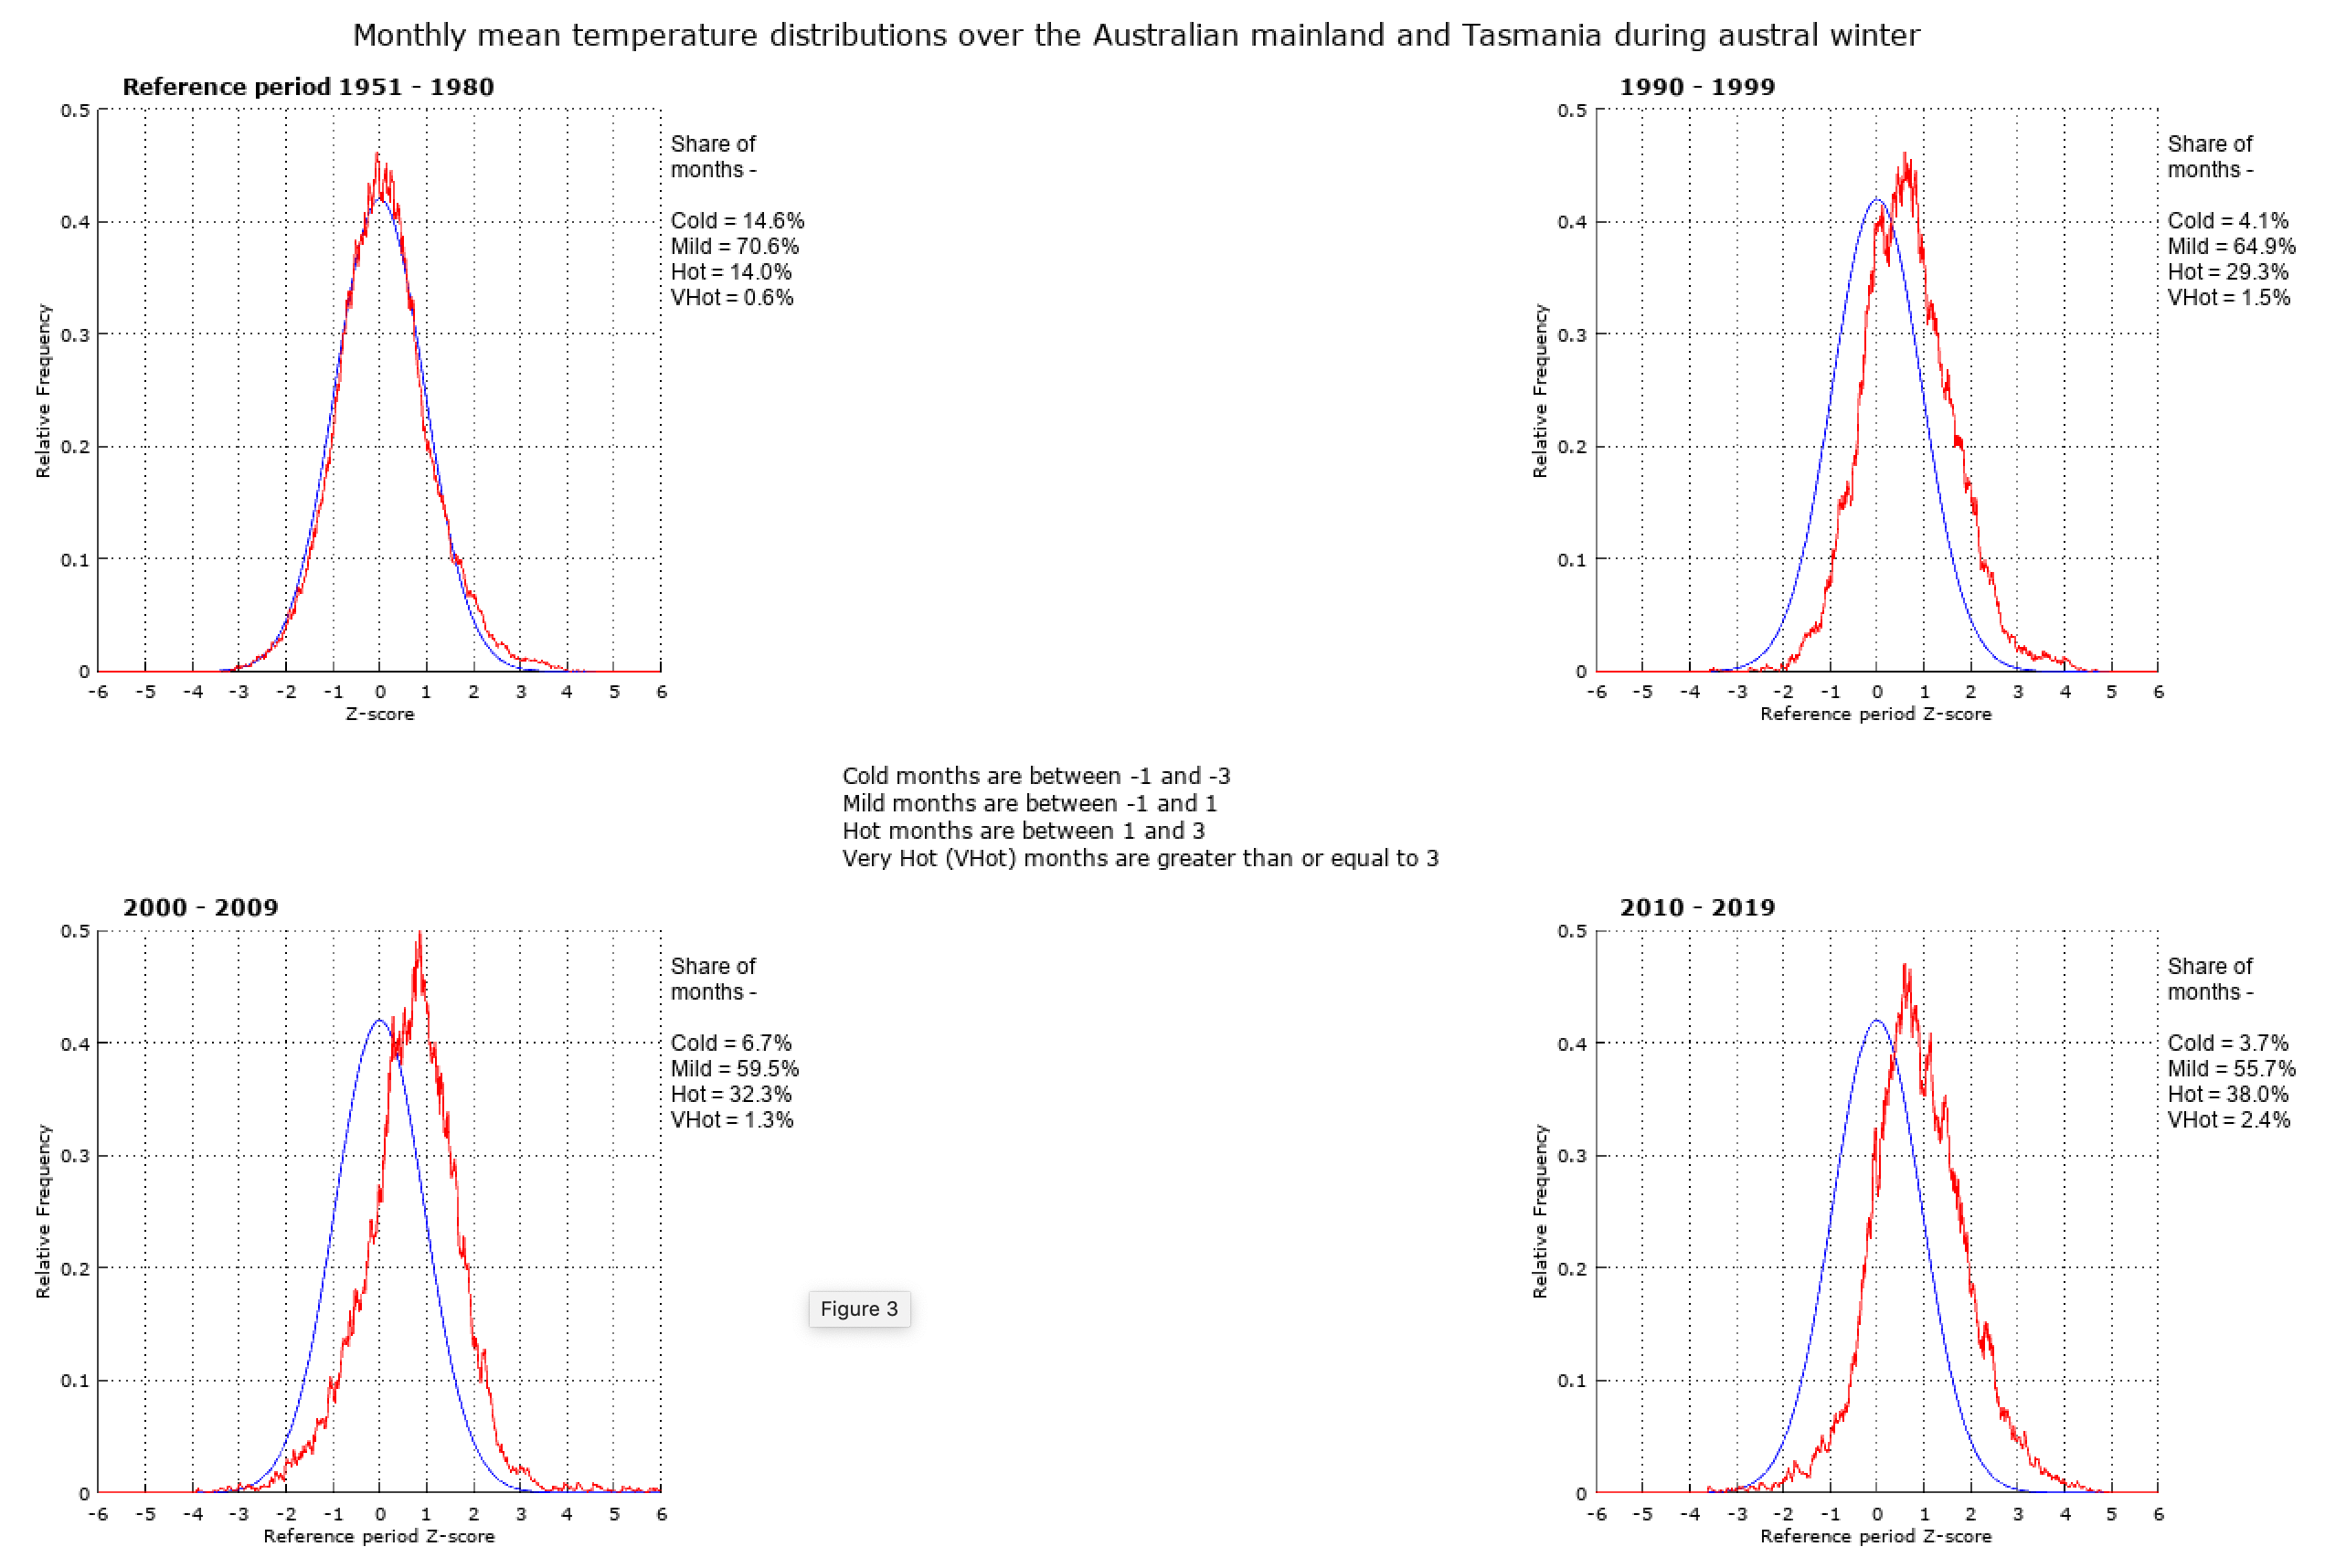 Monthly mean temperature distributions over the Australian mainland and Tasmania during austral winter
Reference period 1951 - 1980
0.5
0.4
0.3
0.2
0.1
0
Relative Frequency
-6 -5 -4 -3 -2 -1 0 1 2 3 4 5 6
Z-score
Share of
months -
Cold = 14.6%
Mild = 70.6%
Hot = 14.0%
VHot = 0.6%
1990 - 1999
0.5
0.4
0.3
0.2
0.1
0
Relative Frequency
-6 -5 -4 -3 -2 -1 0 1 2 3 4 5 6
Reference period Z-score
Share of
months -
Cold = 4.1%
Mild = 64.9%
Hot = 29.3%
VHot = 1.5%
Cold months are between -1 and -3
Mild months are between -1 and 1
Hot months are between 1 and 3
Very Hot (VHot) months are greater than or equal to 3
2000 - 2009
0.5
0.4
0.3
0.2
0.1
0
Relative Frequency
-6 -5 -4 -3 -2 -1 0 1 2 3 4 5 6
Reference period Z-score
Share of
months -
Cold = 6.7%
Mild = 59.5%
Hot = 32.3%
VHot = 1.3%
Figure 3
2010 - 2019
0.5
0.4
0.3
0.2
0.1
0
Relative Frequency
-6 -5 -4 -3 -2 -1 0 1 2 3 4 5 6
Reference period Z-score
Share of
months -
Cold = 3.7%
Mild = 55.7%
Hot = 38.0%
VHot = 2.4%